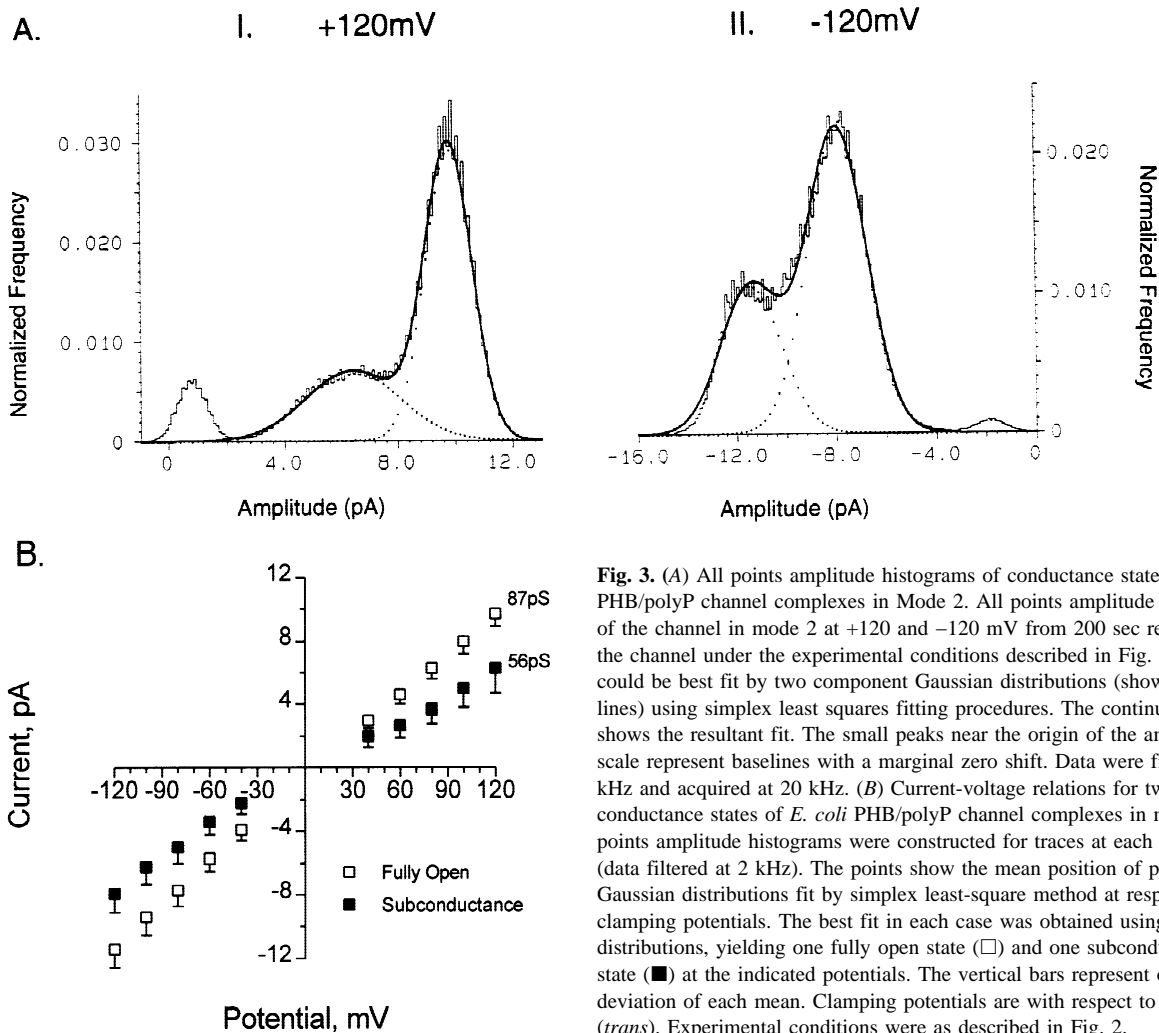 A.
I. +120mV
II. -120mV
Normalized Frequency
0.030
0.020
0.010
0
0 4.0 8.0 12.0
Amplitude (pA)
0.020
0.010
0
-16.0 -12.0 -8.0 -4.0 0
Amplitude (pA)
Normalized Frequency
B.
Current, pA
12
8
4
-4
-8
-12
-120 -90 -60 -30
30 60 90 120
87pS
56pS
Fully Open
Subconductance
Potential, mV
Fig. 3. (A) All points amplitude histograms of conductance state
PHB/polyP channel complexes in Mode 2. All points amplitude
of the channel in mode 2 at +120 and −120 mV from 200 sec re
the channel under the experimental conditions described in Fig.
could be best fit by two component Gaussian distributions (show
lines) using simplex least squares fitting procedures. The continu
shows the resultant fit. The small peaks near the origin of the an
scale represent baselines with a marginal zero shift. Data were fi
kHz and acquired at 20 kHz. (B) Current-voltage relations for tw
conductance states of E. coli PHB/polyP channel complexes in n
points amplitude histograms were constructed for traces at each
(data filtered at 2 kHz). The points show the mean position of p
Gaussian distributions fit by simplex least-square method at resp
clamping potentials. The best fit in each case was obtained using
distributions, yielding one fully open state (□) and one subcondu
state (■) at the indicated potentials. The vertical bars represent o
deviation of each mean. Clamping potentials are with respect to
(trans). Experimental conditions were as described in Fig. 2.